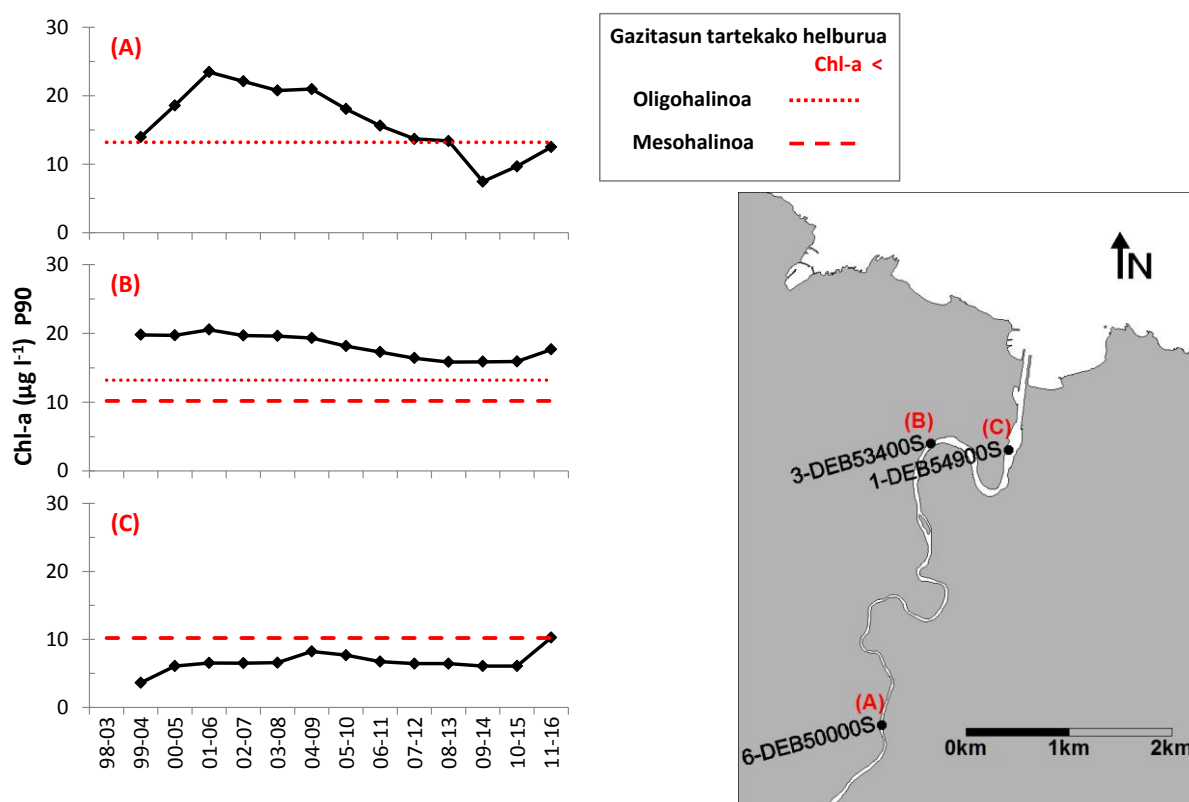 Chl-a (µg l⁻¹) P90
30
(A)
20
10
0
30
(B)
20
10
0
30
(C)
20
10
0
98-03
99-04
00-05
01-06
02-07
03-08
04-09
05-10
06-11
07-12
08-13
09-14
10-15
11-16
Gazitasun tartekako helburua
Chl-a <
Oligohalinoa
Mesohalinoa
N
(B)
(C)
3-DEB53400S
1-DEB54900S
(A)
6-DEB50000S
0km 1km 2km